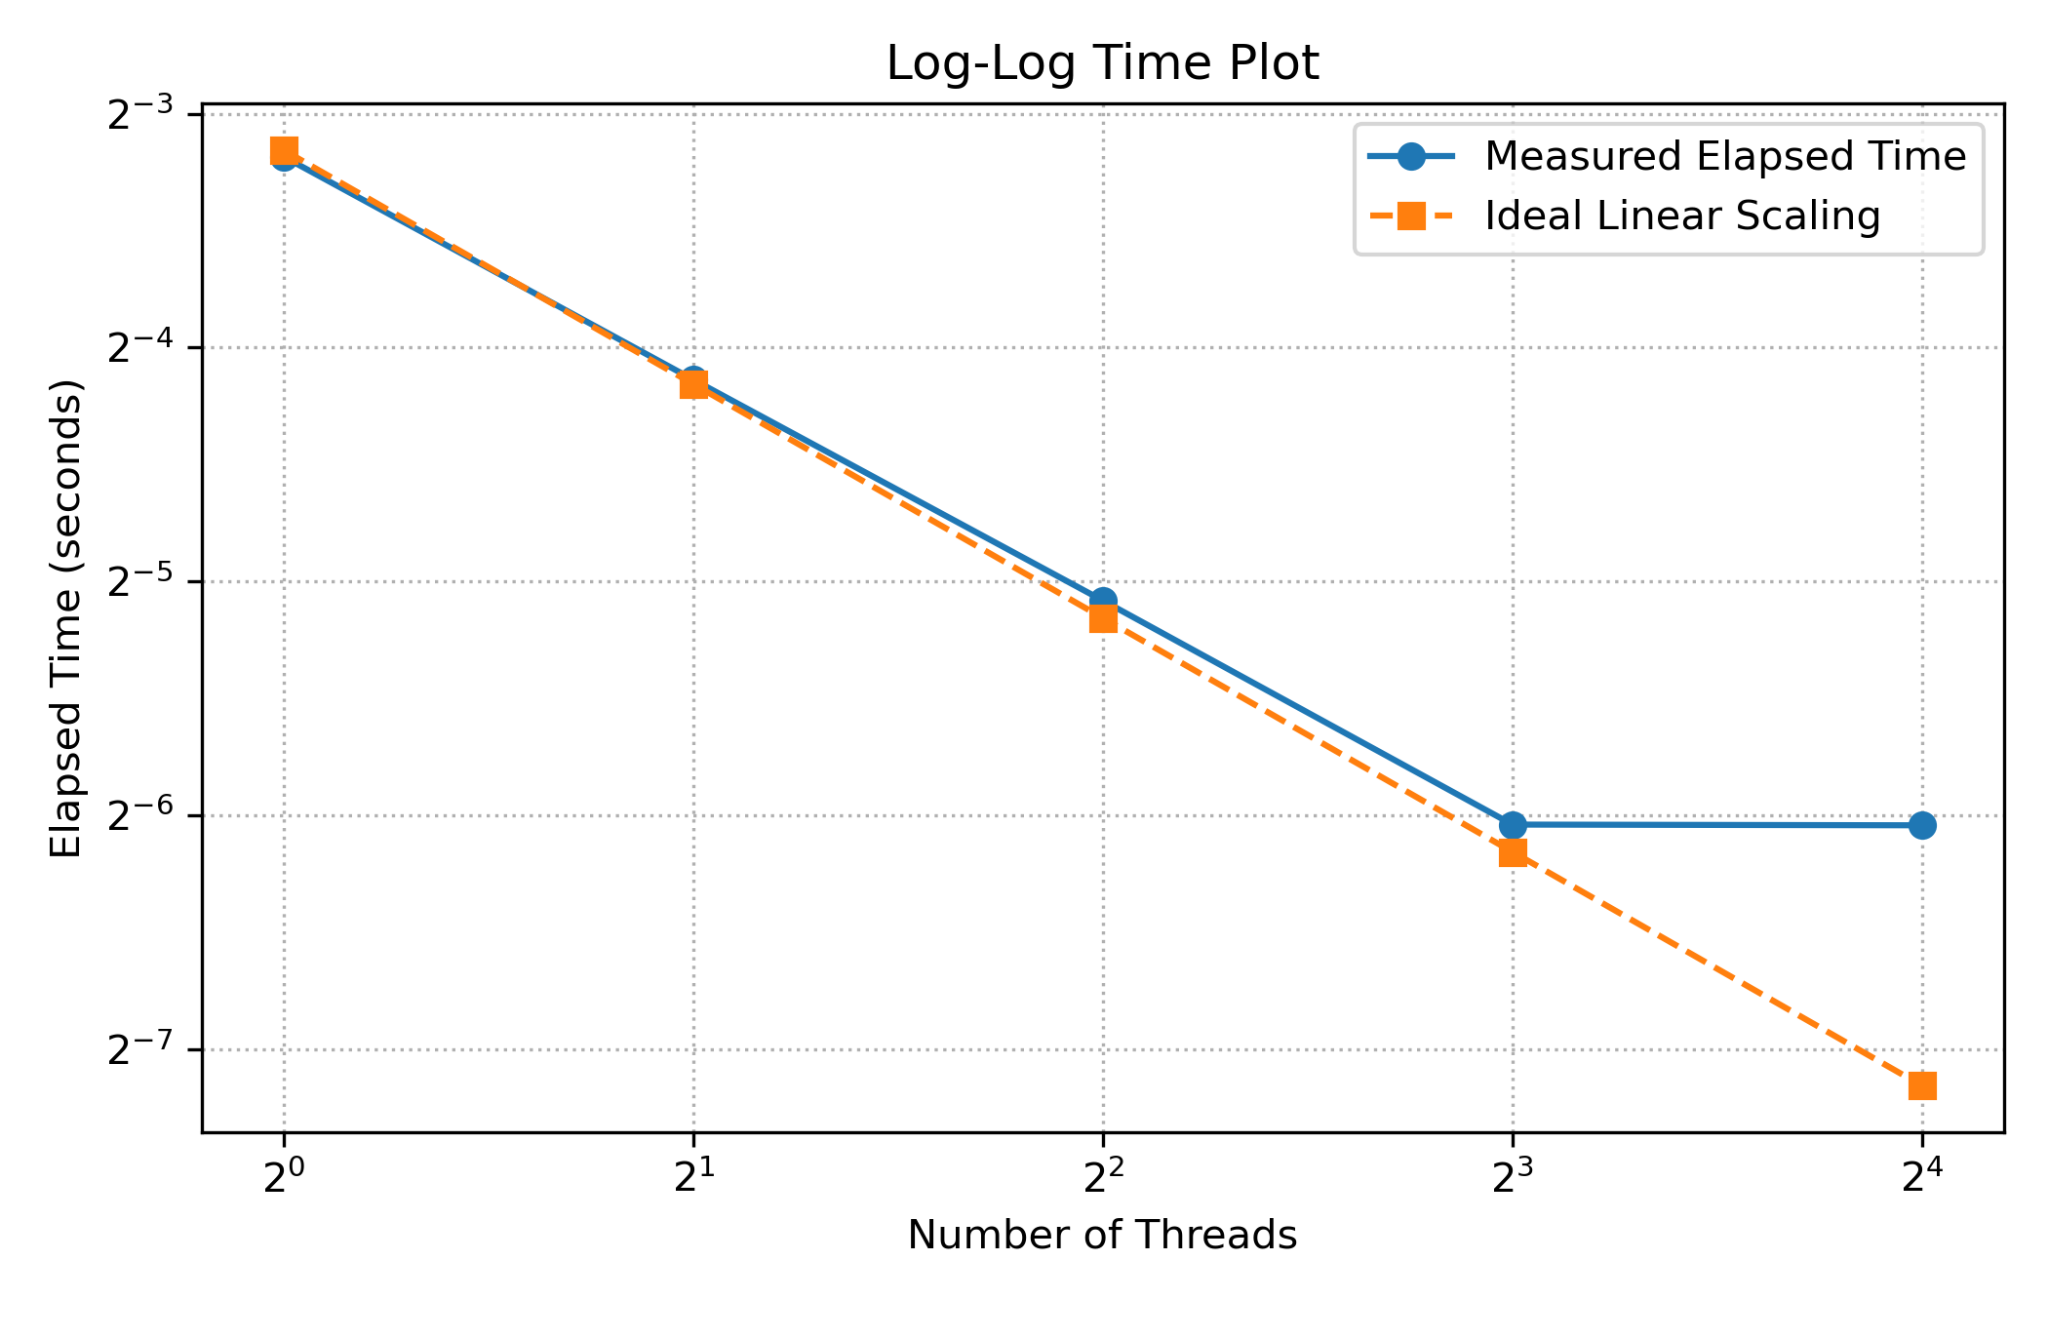 Log-Log Time Plot
Measured Elapsed Time
Ideal Linear Scaling
Elapsed Time (seconds)
2⁻³
2⁻⁴
2⁻⁵
2⁻⁶
2⁻⁷
2⁰ 2¹ 2² 2³ 2⁴
Number of Threads